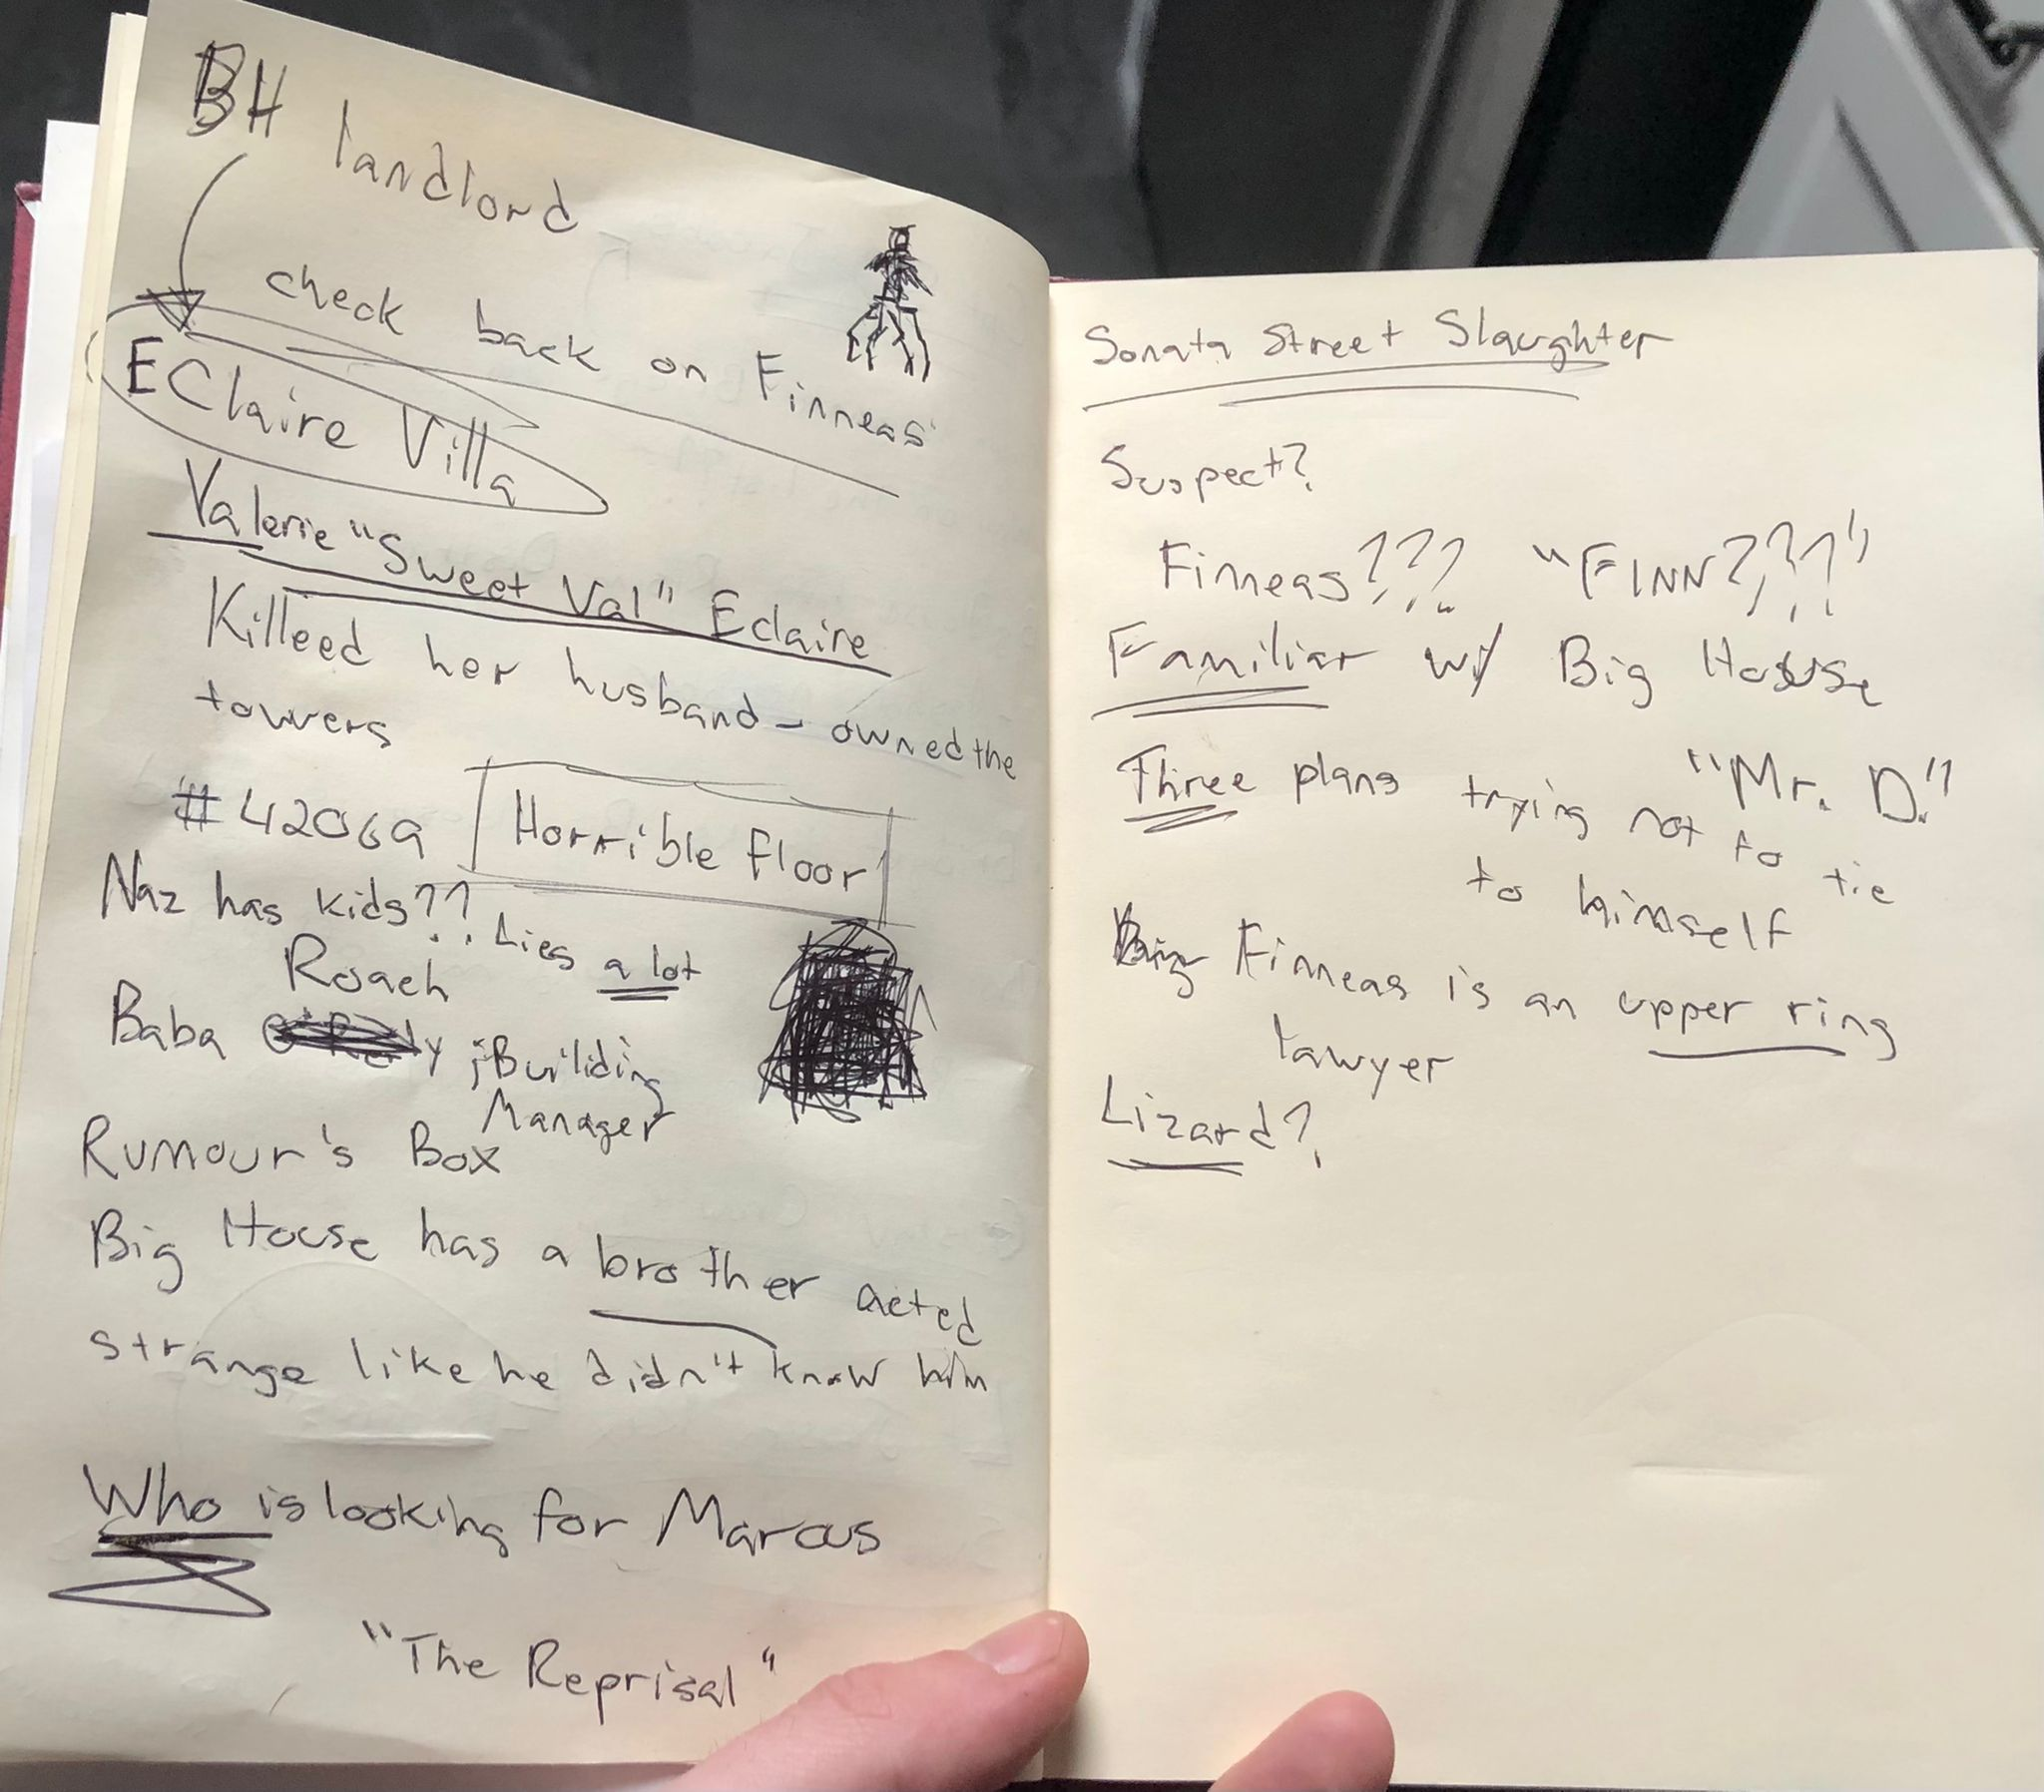 BH landlord
check back on Finneas
EClaire Villa
Valerie "Sweet Val" Eclaire
Killeed her husband - owned the
towers
#42069 Horrible floor
Naz has kids?? Lies a lot
Roach
Baba ;Builiding
Manager
Rumour's Box
Big House has a brother acted
strange like he didn't know him
Who is looking for Marcus
"The Reprisal"
Sonata Street Slaughter
Suspect?
Finneas??? "FINN???"
Familiar w/ Big House
Three plans "Mr. D."
trying not to tie
to himself
Finneas is an upper ring
lawyer
Lizard?